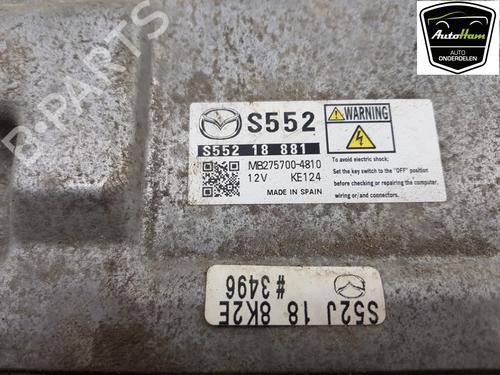 AutoHam
AUTO
ONDERDELEN
B-PARTS
S552
S552 18 881
MB275700-4810
12V KE124
MADE IN SPAIN
WARNING
To avoid electric shock;
Set the key switch to the "OFF" position
before checking or repairing the computer,
wiring or/and connectors.
S52J 18 8K2E
# 3496